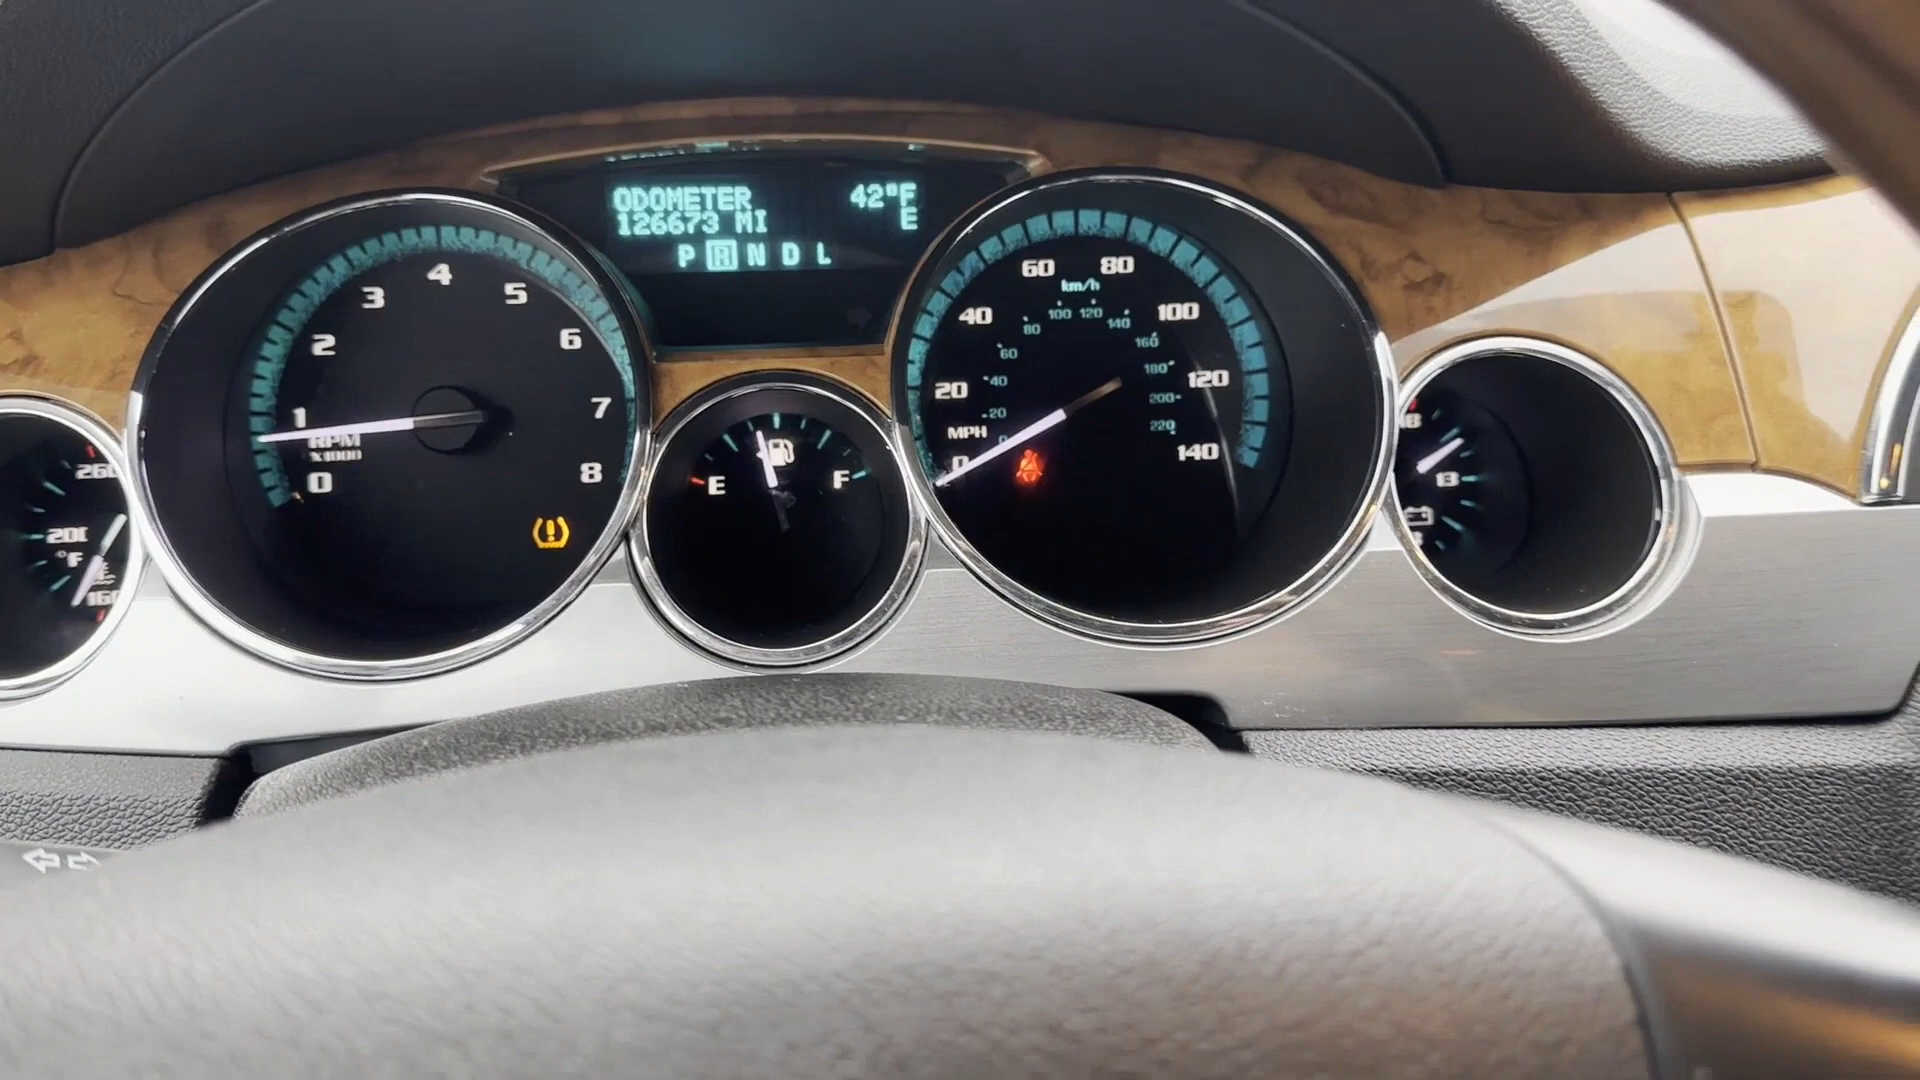 ODOMETER 42°F
126673 MI E
P R N D L
0 1 2 3 4 5 6 7 8
RPM
X1000
E F
0 20 40 60 80 100 120 140
MPH
km/h
0 20 40 60 80 100 120 140 160 180 200 220
260
°F
160
13